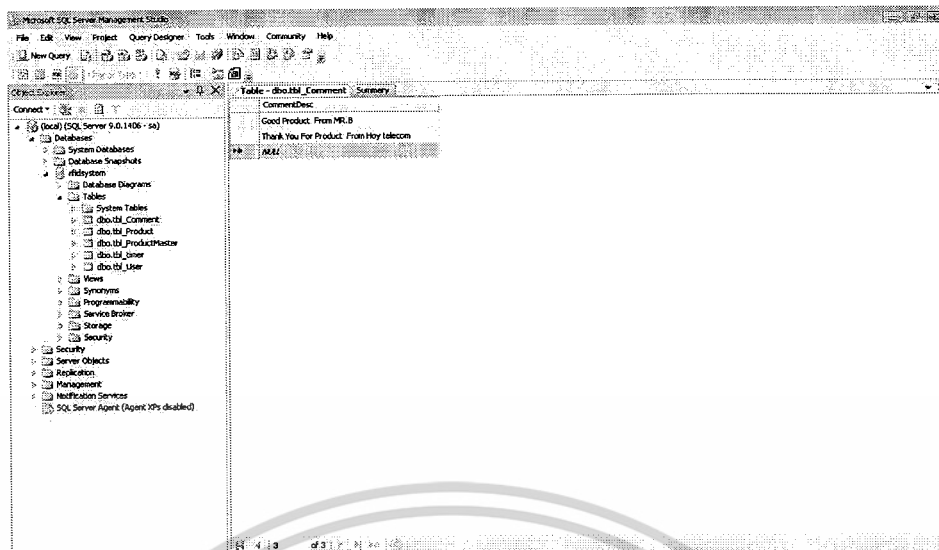 Microsoft SQL Server Management Studio
File Edit View Project Query Designer Tools Window Community Help
New Query
Object Explorer
Table - dbo.tbl_Comment Summary
Connect
CommentDesc
(local) (SQL Server 9.0.1406 - sa)
Good Product From MR.B
Databases
Thank You For Product From Hoy telecom
System Databases
NULL
Database Snapshots
rfidsystem
Database Diagrams
Tables
System Tables
dbo.tbl_Comment
dbo.tbl_Product
dbo.tbl_ProductMaster
dbo.tbl_timer
dbo.tbl_User
Views
Synonyms
Programmability
Service Broker
Storage
Security
Security
Server Objects
Replication
Management
Notification Services
SQL Server Agent (Agent XPs disabled)
3 of 3